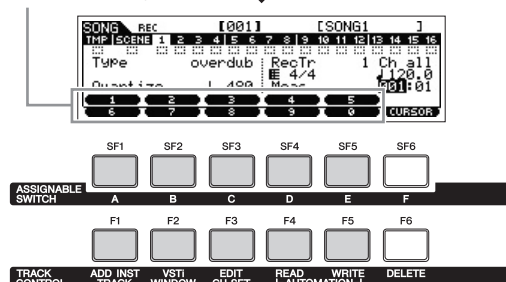 SONG REC [001] [SONG1 ]
TMP SCENE 1 2 3 4 5 6 7 8 9 10 11 12 13 14 15 16
Type overdub RecTr 1 Ch all
4/4 ♩120.0
Quantize ♩ 480 Meas 001:01
1 2 3 4 5
6 7 8 9 0 CURSOR
SF1 SF2 SF3 SF4 SF5 SF6
ASSIGNABLE
SWITCH A B C D E F
F1 F2 F3 F4 F5 F6
TRACK ADD INST VSTi EDIT READ WRITE DELETE
CONTROL TRACK WINDOW CH SET AUTOMATION